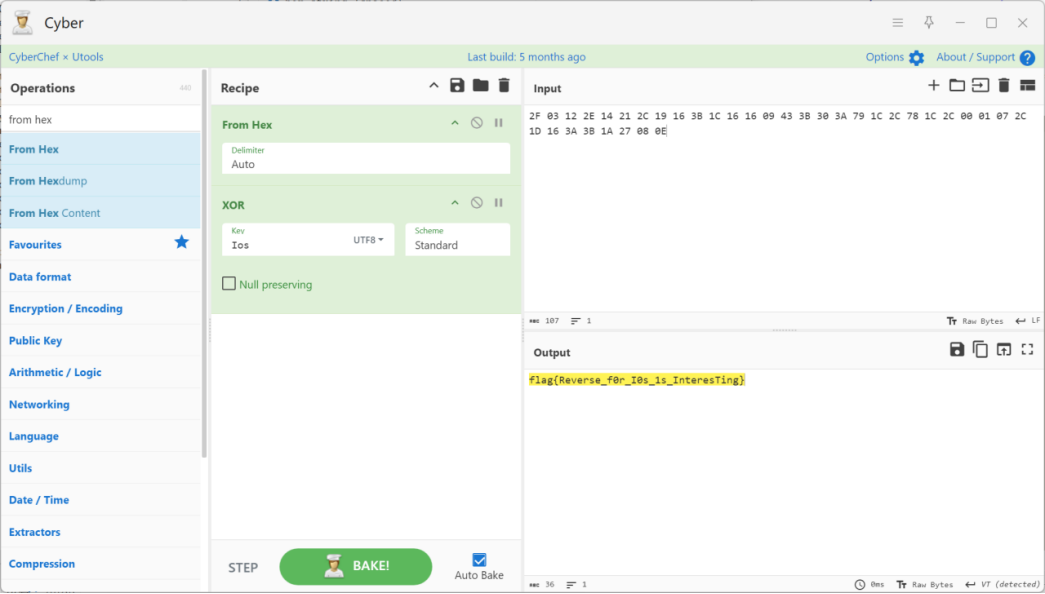 Cyber
CyberChef × Utools
Last build: 5 months ago
Options
About / Support
Operations
440
from hex
From Hex
From Hexdump
From Hex Content
Favourites
Data format
Encryption / Encoding
Public Key
Arithmetic / Logic
Networking
Language
Utils
Date / Time
Extractors
Compression
Recipe
From Hex
Delimiter
Auto
XOR
Key
Ios
UTF8
Scheme
Standard
Null preserving
STEP
BAKE!
Auto Bake
Input
2F 03 12 2E 14 21 2C 19 16 3B 1C 16 16 09 43 3B 30 3A 79 1C 2C 78 1C 2C 00 01 07 2C
1D 16 3A 3B 1A 27 08 0E
107
1
Raw Bytes
LF
Output
flag{Reverse_f0r_I0s_1s_InteresTing}
36
1
0ms
Raw Bytes
VT (detected)